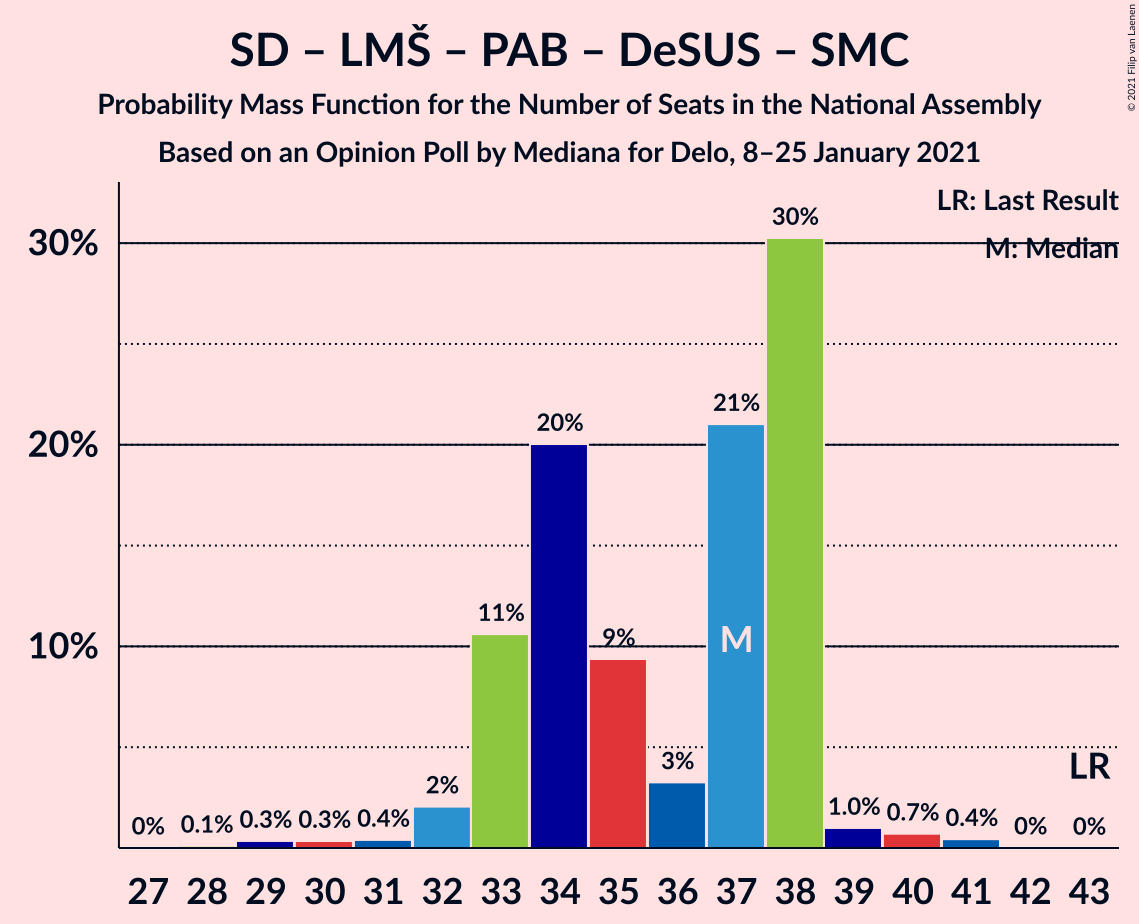 SD – LMŠ – PAB – DeSUS – SMC
Probability Mass Function for the Number of Seats in the National Assembly
Based on an Opinion Poll by Mediana for Delo, 8–25 January 2021
© 2021 Filip van Laenen
LR: Last Result
M: Median
30%
20%
10%
0% 0.1% 0.3% 0.3% 0.4% 2% 11% 20% 9% 3% 21% 30% 1.0% 0.7% 0.4% 0% 0%
M
LR
27 28 29 30 31 32 33 34 35 36 37 38 39 40 41 42 43